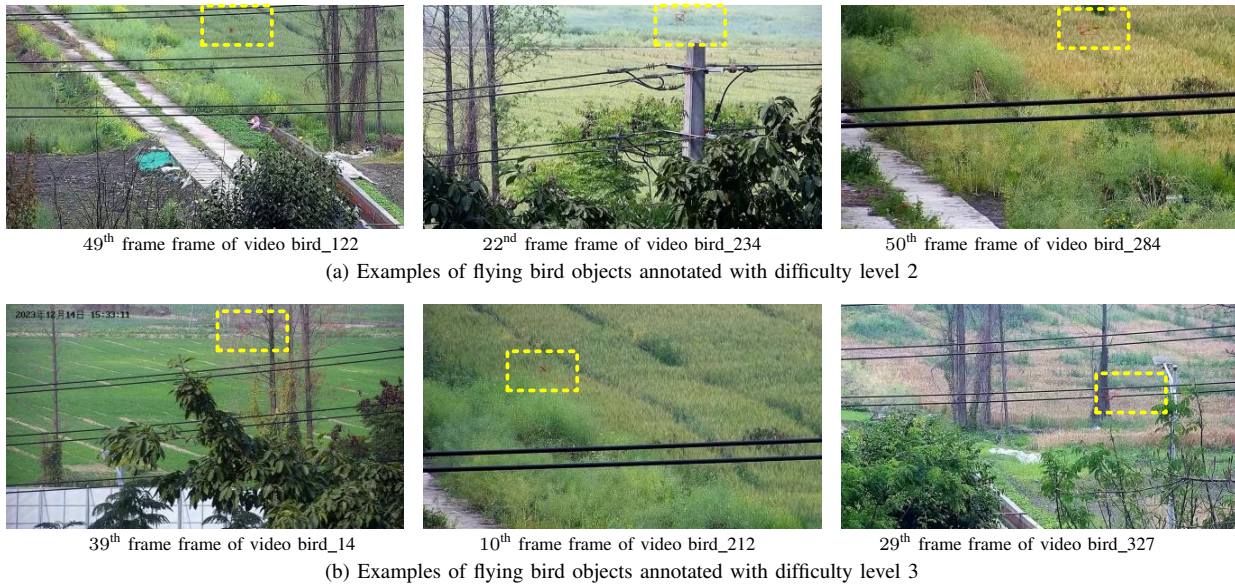 49th frame frame of video bird_122
22nd frame frame of video bird_234
50th frame frame of video bird_284
(a) Examples of flying bird objects annotated with difficulty level 2
2023年12月14日 15:33:11
39th frame frame of video bird_14
10th frame frame of video bird_212
29th frame frame of video bird_327
(b) Examples of flying bird objects annotated with difficulty level 3